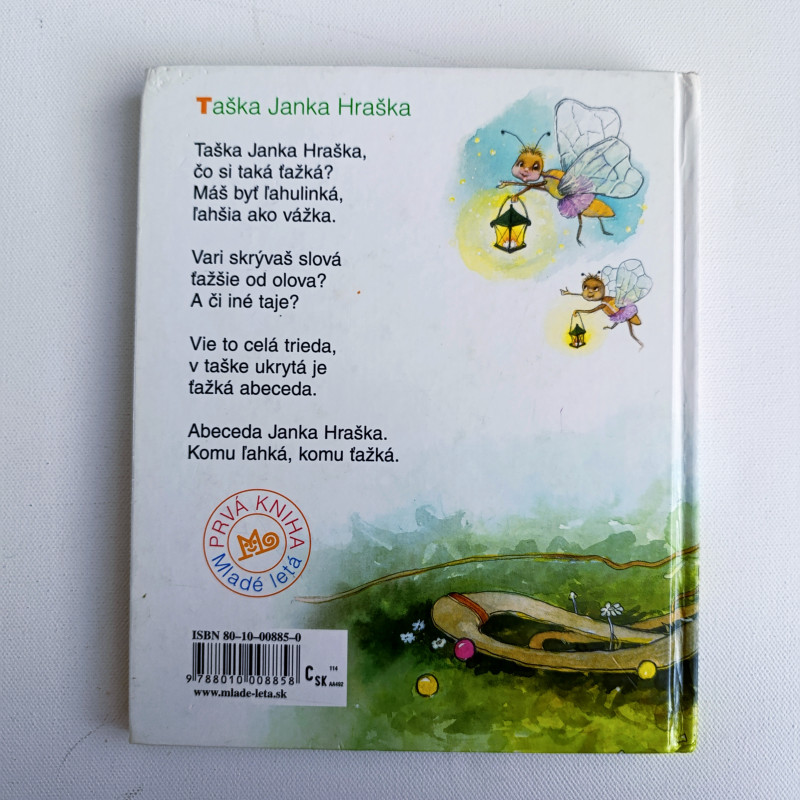 Taška Janka Hraška
Taška Janka Hraška,
čo si taká ťažká?
Máš byť ľahulinká,
ľahšia ako vážka.
Vari skrývaš slová
ťažšie od olova?
A či iné taje?
Vie to celá trieda,
v taške ukrytá je
ťažká abeceda.
Abeceda Janka Hraška.
Komu ľahká, komu ťažká.
PRVÁ KNIHA
Mladé letá
ISBN 80-10-00885-0
9 788010 008858
CSK 114 AA402
www.mlade-leta.sk